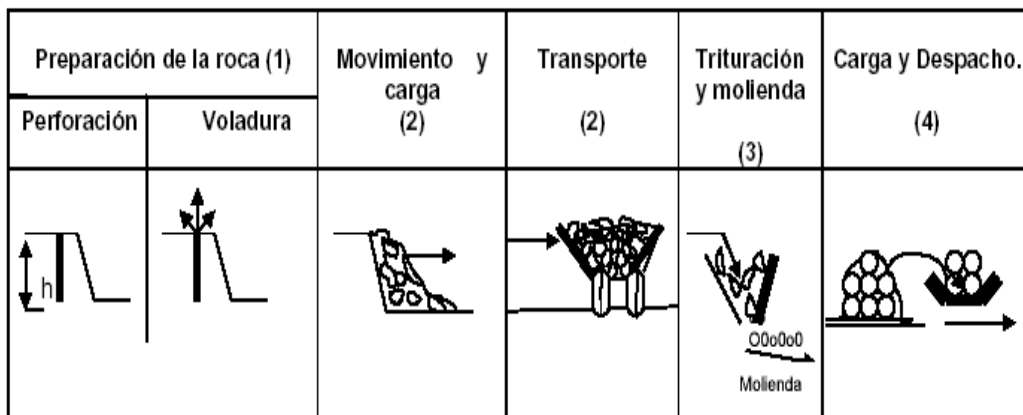 Preparación de la roca (1)
Perforación
Voladura
Movimiento y
carga
(2)
Transporte
(2)
Trituración
y molienda
(3)
Carga y Despacho.
(4)
h
O0o0o0
Molienda